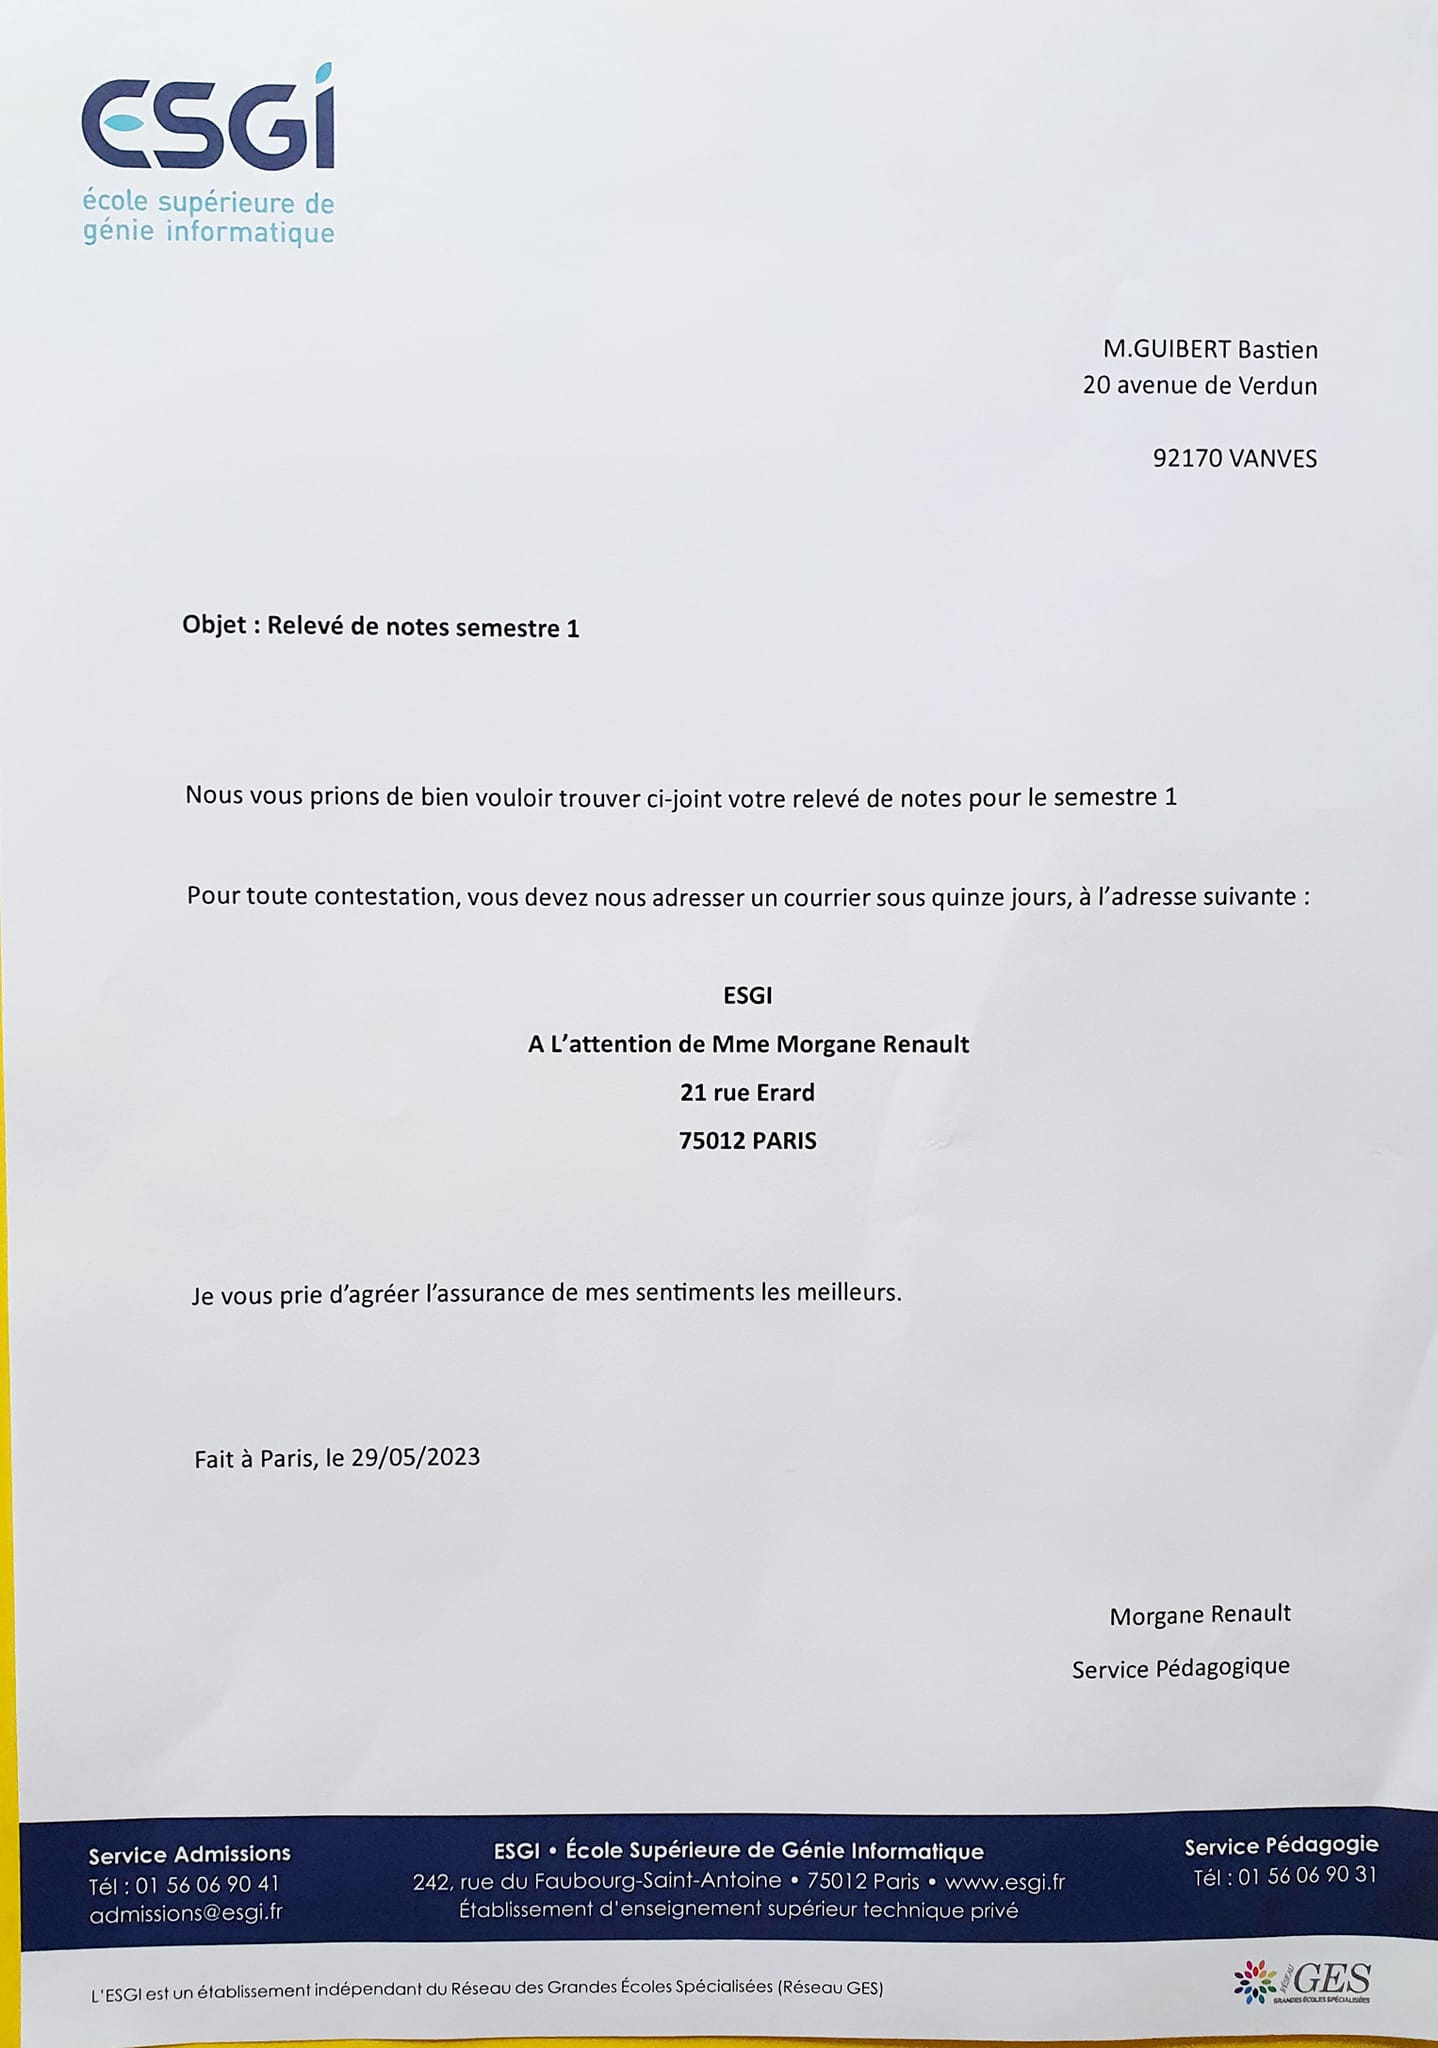 ESGI
école supérieure de
génie informatique
M.GUIBERT Bastien
20 avenue de Verdun
92170 VANVES
Objet : Relevé de notes semestre 1
Nous vous prions de bien vouloir trouver ci-joint votre relevé de notes pour le semestre 1
Pour toute contestation, vous devez nous adresser un courrier sous quinze jours, à l'adresse suivante :
ESGI
A L'attention de Mme Morgane Renault
21 rue Erard
75012 PARIS
Je vous prie d'agréer l'assurance de mes sentiments les meilleurs.
Fait à Paris, le 29/05/2023
Morgane Renault
Service Pédagogique
Service Admissions
Tél : 01 56 06 90 41
admissions@esgi.fr
ESGI • École Supérieure de Génie Informatique
242, rue du Faubourg-Saint-Antoine • 75012 Paris • www.esgi.fr
Établissement d'enseignement supérieur technique privé
Service Pédagogie
Tél : 01 56 06 90 31
L'ESGI est un établissement indépendant du Réseau des Grandes Écoles Spécialisées (Réseau GES)
RÉSEAU GES
GRANDES ÉCOLES SPÉCIALISÉES